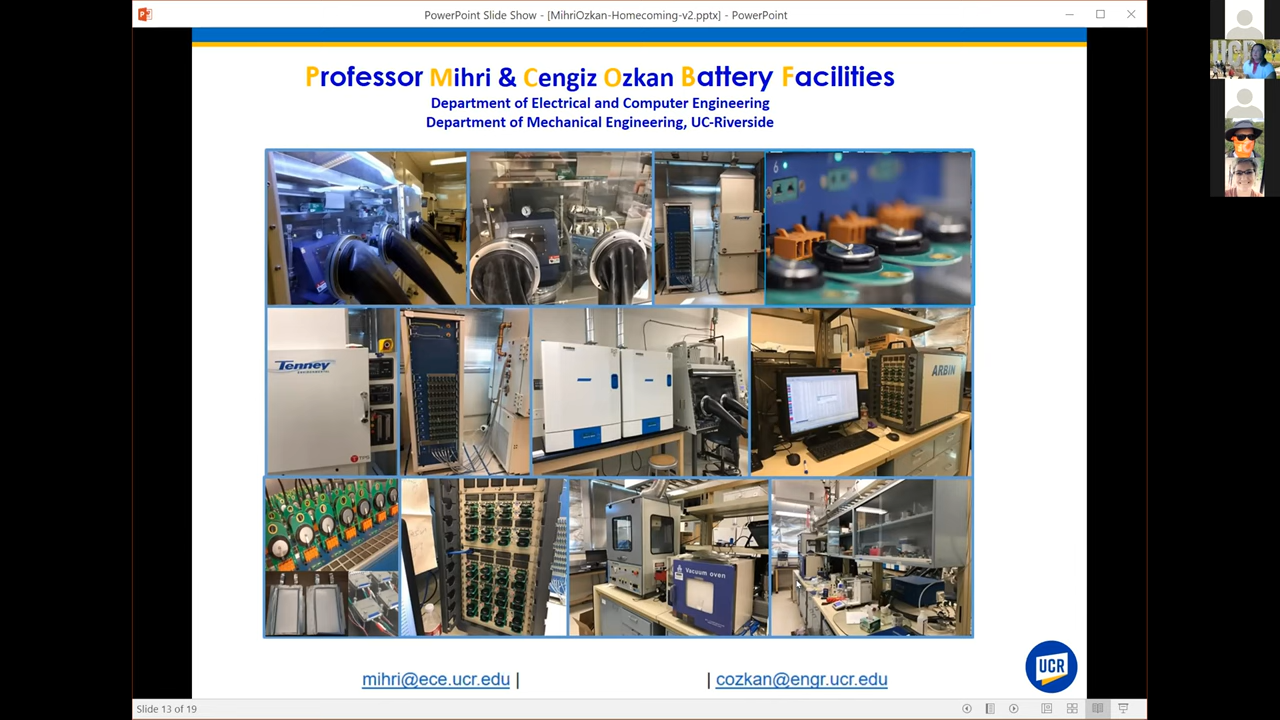 PowerPoint Slide Show - [MihriOzkan-Homecoming-v2.pptx] - PowerPoint
Professor Mihri & Cengiz Ozkan Battery Facilities
Department of Electrical and Computer Engineering
Department of Mechanical Engineering, UC-Riverside
6
Tenney
Tenney
ARBIN
Vacuum oven
mihri@ece.ucr.edu |
| cozkan@engr.ucr.edu
UCR
Slide 13 of 19